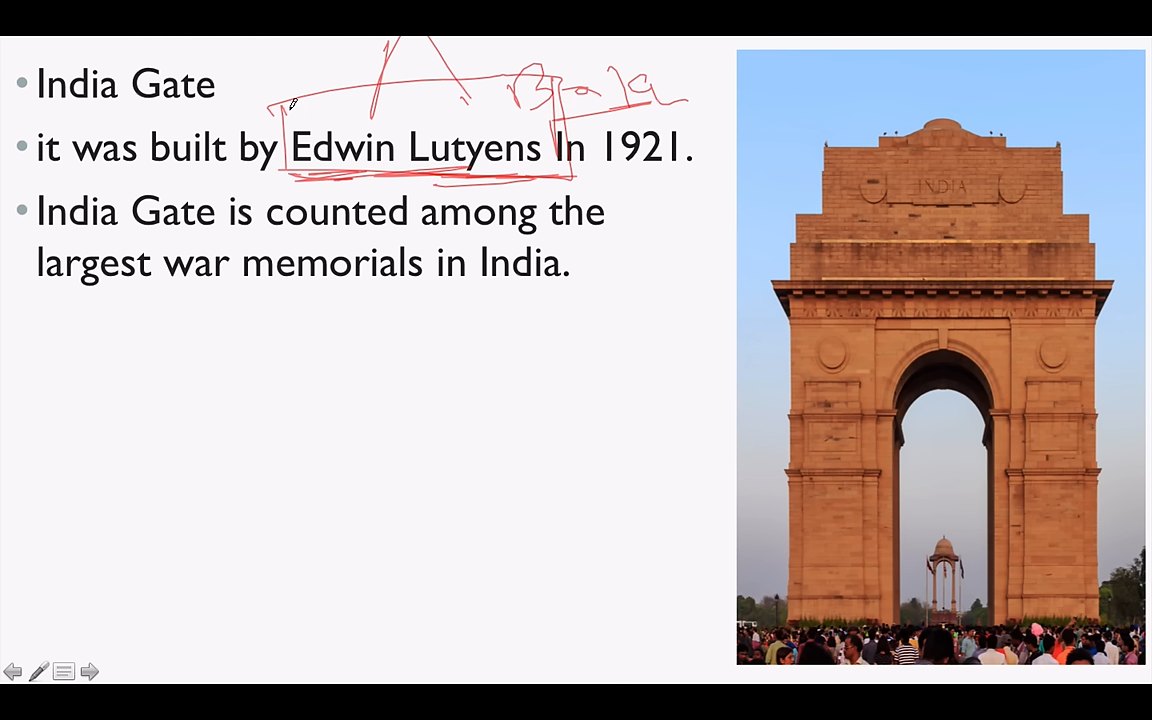 India Gate
it was built by Edwin Lutyens In 1921.
India Gate is counted among the
largest war memorials in India.
INDIA